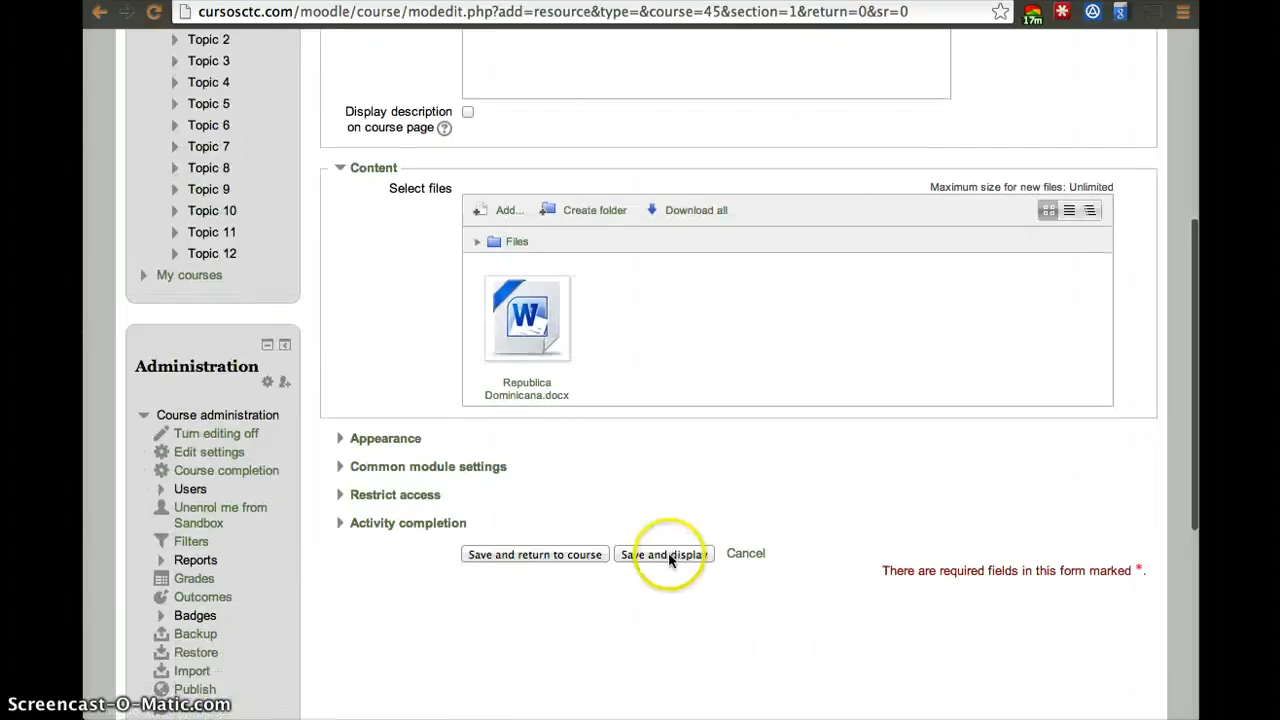 cursosctc.com/moodle/course/modedit.php?add=resource&type=&course=45&section=1&return=0&sr=0
17m
Topic 2
Topic 3
Topic 4
Topic 5
Topic 6
Topic 7
Topic 8
Topic 9
Topic 10
Topic 11
Topic 12
My courses
Administration
Course administration
Turn editing off
Edit settings
Course completion
Users
Unenrol me from
Sandbox
Filters
Reports
Grades
Outcomes
Badges
Backup
Restore
Import
Publish
Display description
on course page ?
Content
Select files
Maximum size for new files: Unlimited
Add...
Create folder
Download all
Files
W
Republica
Dominicana.docx
Appearance
Common module settings
Restrict access
Activity completion
Save and return to course
Save and display
Cancel
There are required fields in this form marked *.
Screencast-O-Matic.com